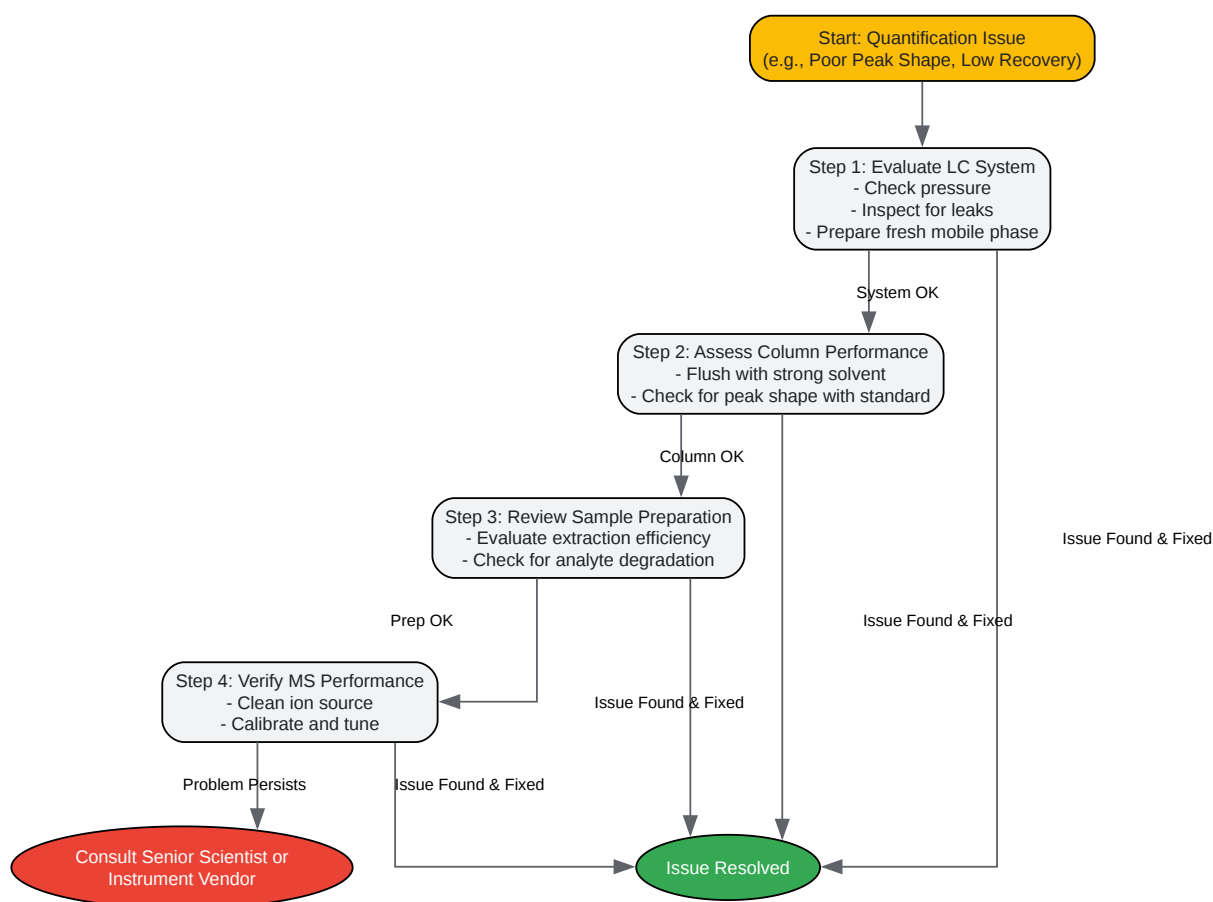 Start: Quantification Issue
(e.g., Poor Peak Shape, Low Recovery)
Step 1: Evaluate LC System
- Check pressure
- Inspect for leaks
- Prepare fresh mobile phase
System OK
Step 2: Assess Column Performance
- Flush with strong solvent
- Check for peak shape with standard
Column OK
Step 3: Review Sample Preparation
- Evaluate extraction efficiency
- Check for analyte degradation
Issue Found & Fixed
Prep OK
Issue Found & Fixed
Step 4: Verify MS Performance
- Clean ion source
- Calibrate and tune
Issue Found & Fixed
Problem Persists
Issue Found & Fixed
Consult Senior Scientist or
Instrument Vendor
Issue Resolved